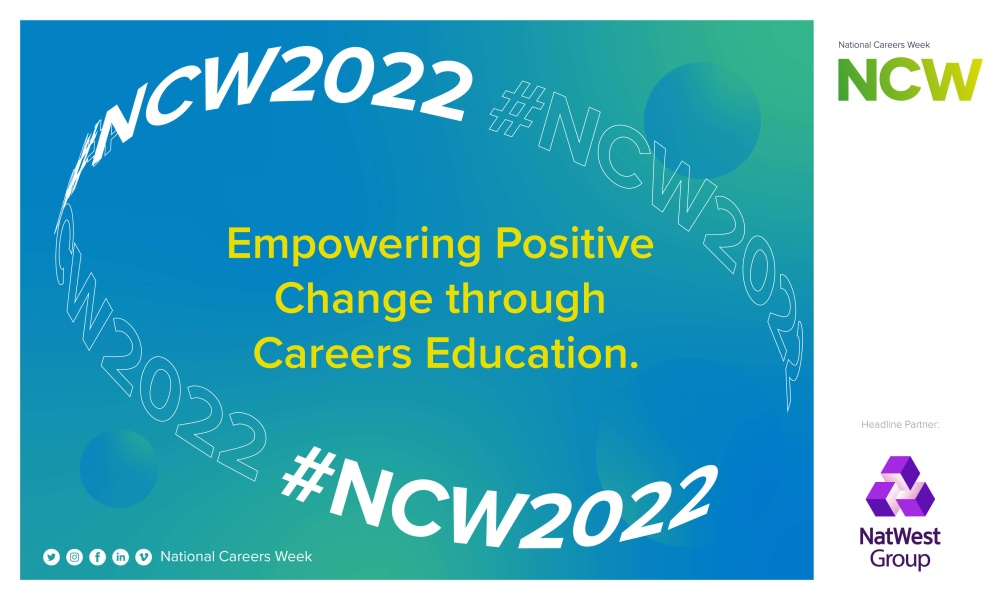 #NCW2022
#NCW2022
National Careers Week
NCW
Empowering Positive
Change through
Careers Education.
CW2022
#NCW2022
Headline Partner:
NatWest
Group
National Careers Week